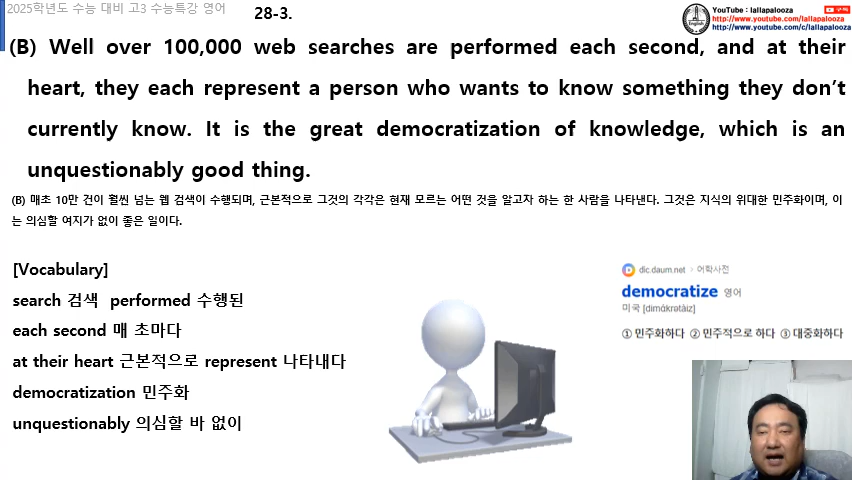 2025학년도 수능 대비 고3 수능특강 영어
28-3.
YouTube : lallapalooza 구독
http://www.youtube.com/lallapalooza
http://www.youtube.com/c/lallapalooza
(B) Well over 100,000 web searches are performed each second, and at their
heart, they each represent a person who wants to know something they don't
currently know. It is the great democratization of knowledge, which is an
unquestionably good thing.
(B) 매초 10만 건이 훨씬 넘는 웹 검색이 수행되며, 근본적으로 그것의 각각은 현재 모르는 어떤 것을 알고자 하는 한 사람을 나타낸다. 그것은 지식의 위대한 민주화이며, 이
는 의심할 여지가 없이 좋은 일이다.
[Vocabulary]
search 검색 performed 수행된
each second 매 초마다
at their heart 근본적으로 represent 나타내다
democratization 민주화
unquestionably 의심할 바 없이
dic.daum.net › 어학사전
democratize 영어
미국 [dimάkrətàiz]
① 민주화하다 ② 민주적으로 하다 ③ 대중화하다